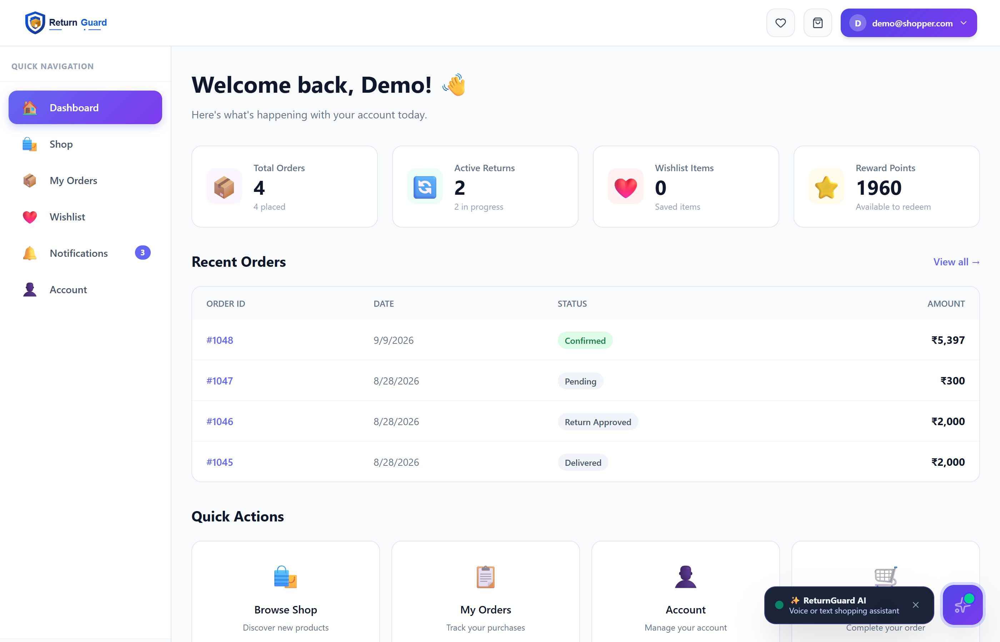 Return Guard
D demo@shopper.com
QUICK NAVIGATION
Dashboard
Shop
My Orders
Wishlist
Notifications 3
Account
Welcome back, Demo!
Here's what's happening with your account today.
Total Orders
4
4 placed
Active Returns
2
2 in progress
Wishlist Items
0
Saved items
Reward Points
1960
Available to redeem
Recent Orders
View all →
ORDER ID DATE STATUS AMOUNT
#1048 9/9/2026 Confirmed ₹5,397
#1047 8/28/2026 Pending ₹300
#1046 8/28/2026 Return Approved ₹2,000
#1045 8/28/2026 Delivered ₹2,000
Quick Actions
Browse Shop
Discover new products
My Orders
Track your purchases
Account
Manage your account
Complete your order
✨ ReturnGuard AI
Voice or text shopping assistant